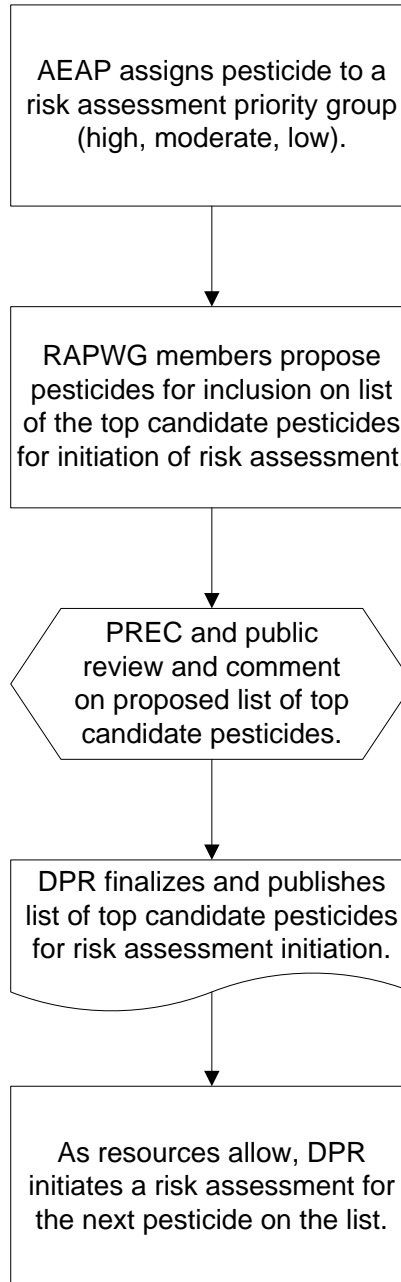 AEAP assigns pesticide to a
risk assessment priority group
(high, moderate, low).
RAPWG members propose
pesticides for inclusion on list
of the top candidate pesticides
for initiation of risk assessment.
PREC and public
review and comment
on proposed list of top
candidate pesticides.
DPR finalizes and publishes
list of top candidate pesticides
for risk assessment initiation.
As resources allow, DPR
initiates a risk assessment for
the next pesticide on the list.